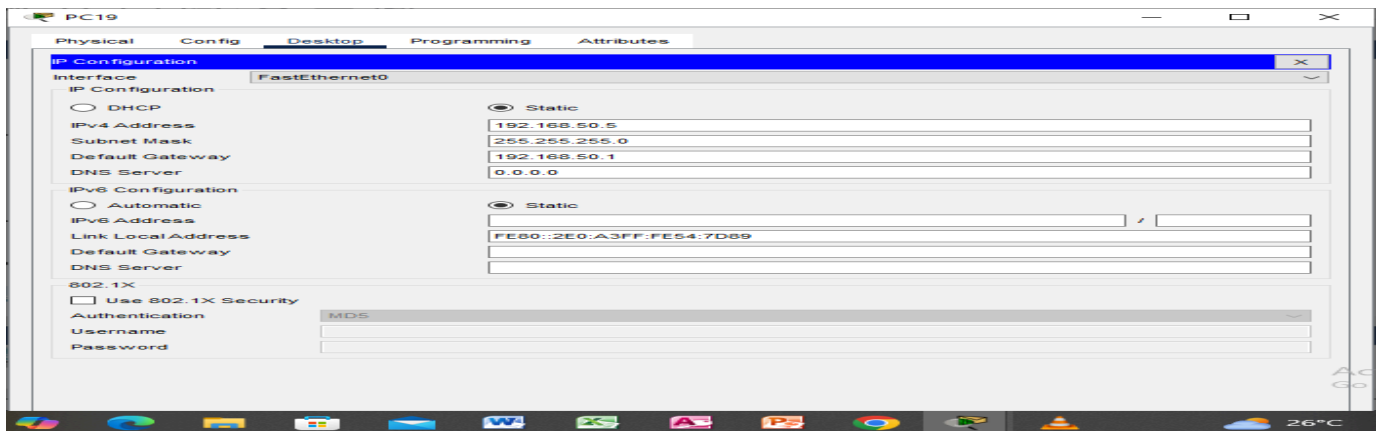 PC19
Physical Config Desktop Programming Attributes
IP Configuration
Interface FastEthernet0
IP Configuration
DHCP Static
IPv4 Address 192.168.50.5
Subnet Mask 255.255.255.0
Default Gateway 192.168.50.1
DNS Server 0.0.0.0
IPv6 Configuration
Automatic Static
IPv6 Address /
Link Local Address FE80::2E0:A3FF:FE54:7D89
Default Gateway
DNS Server
802.1X
Use 802.1X Security
Authentication MD5
Username
Password
Ac
Go
26°C